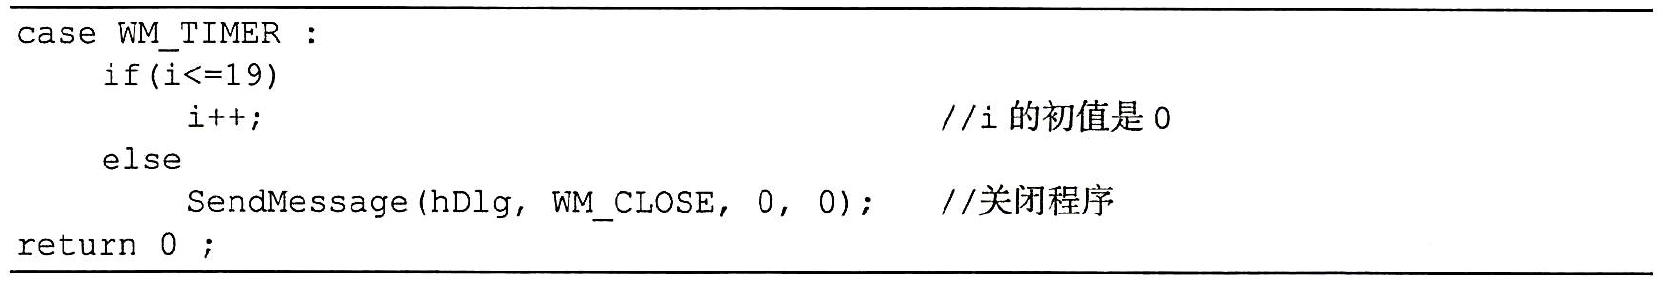 case WM_TIMER :
    if(i<=19)
        i++;                                //i 的初值是 0
    else
        SendMessage(hDlg, WM_CLOSE, 0, 0);   //关闭程序
return 0 ;